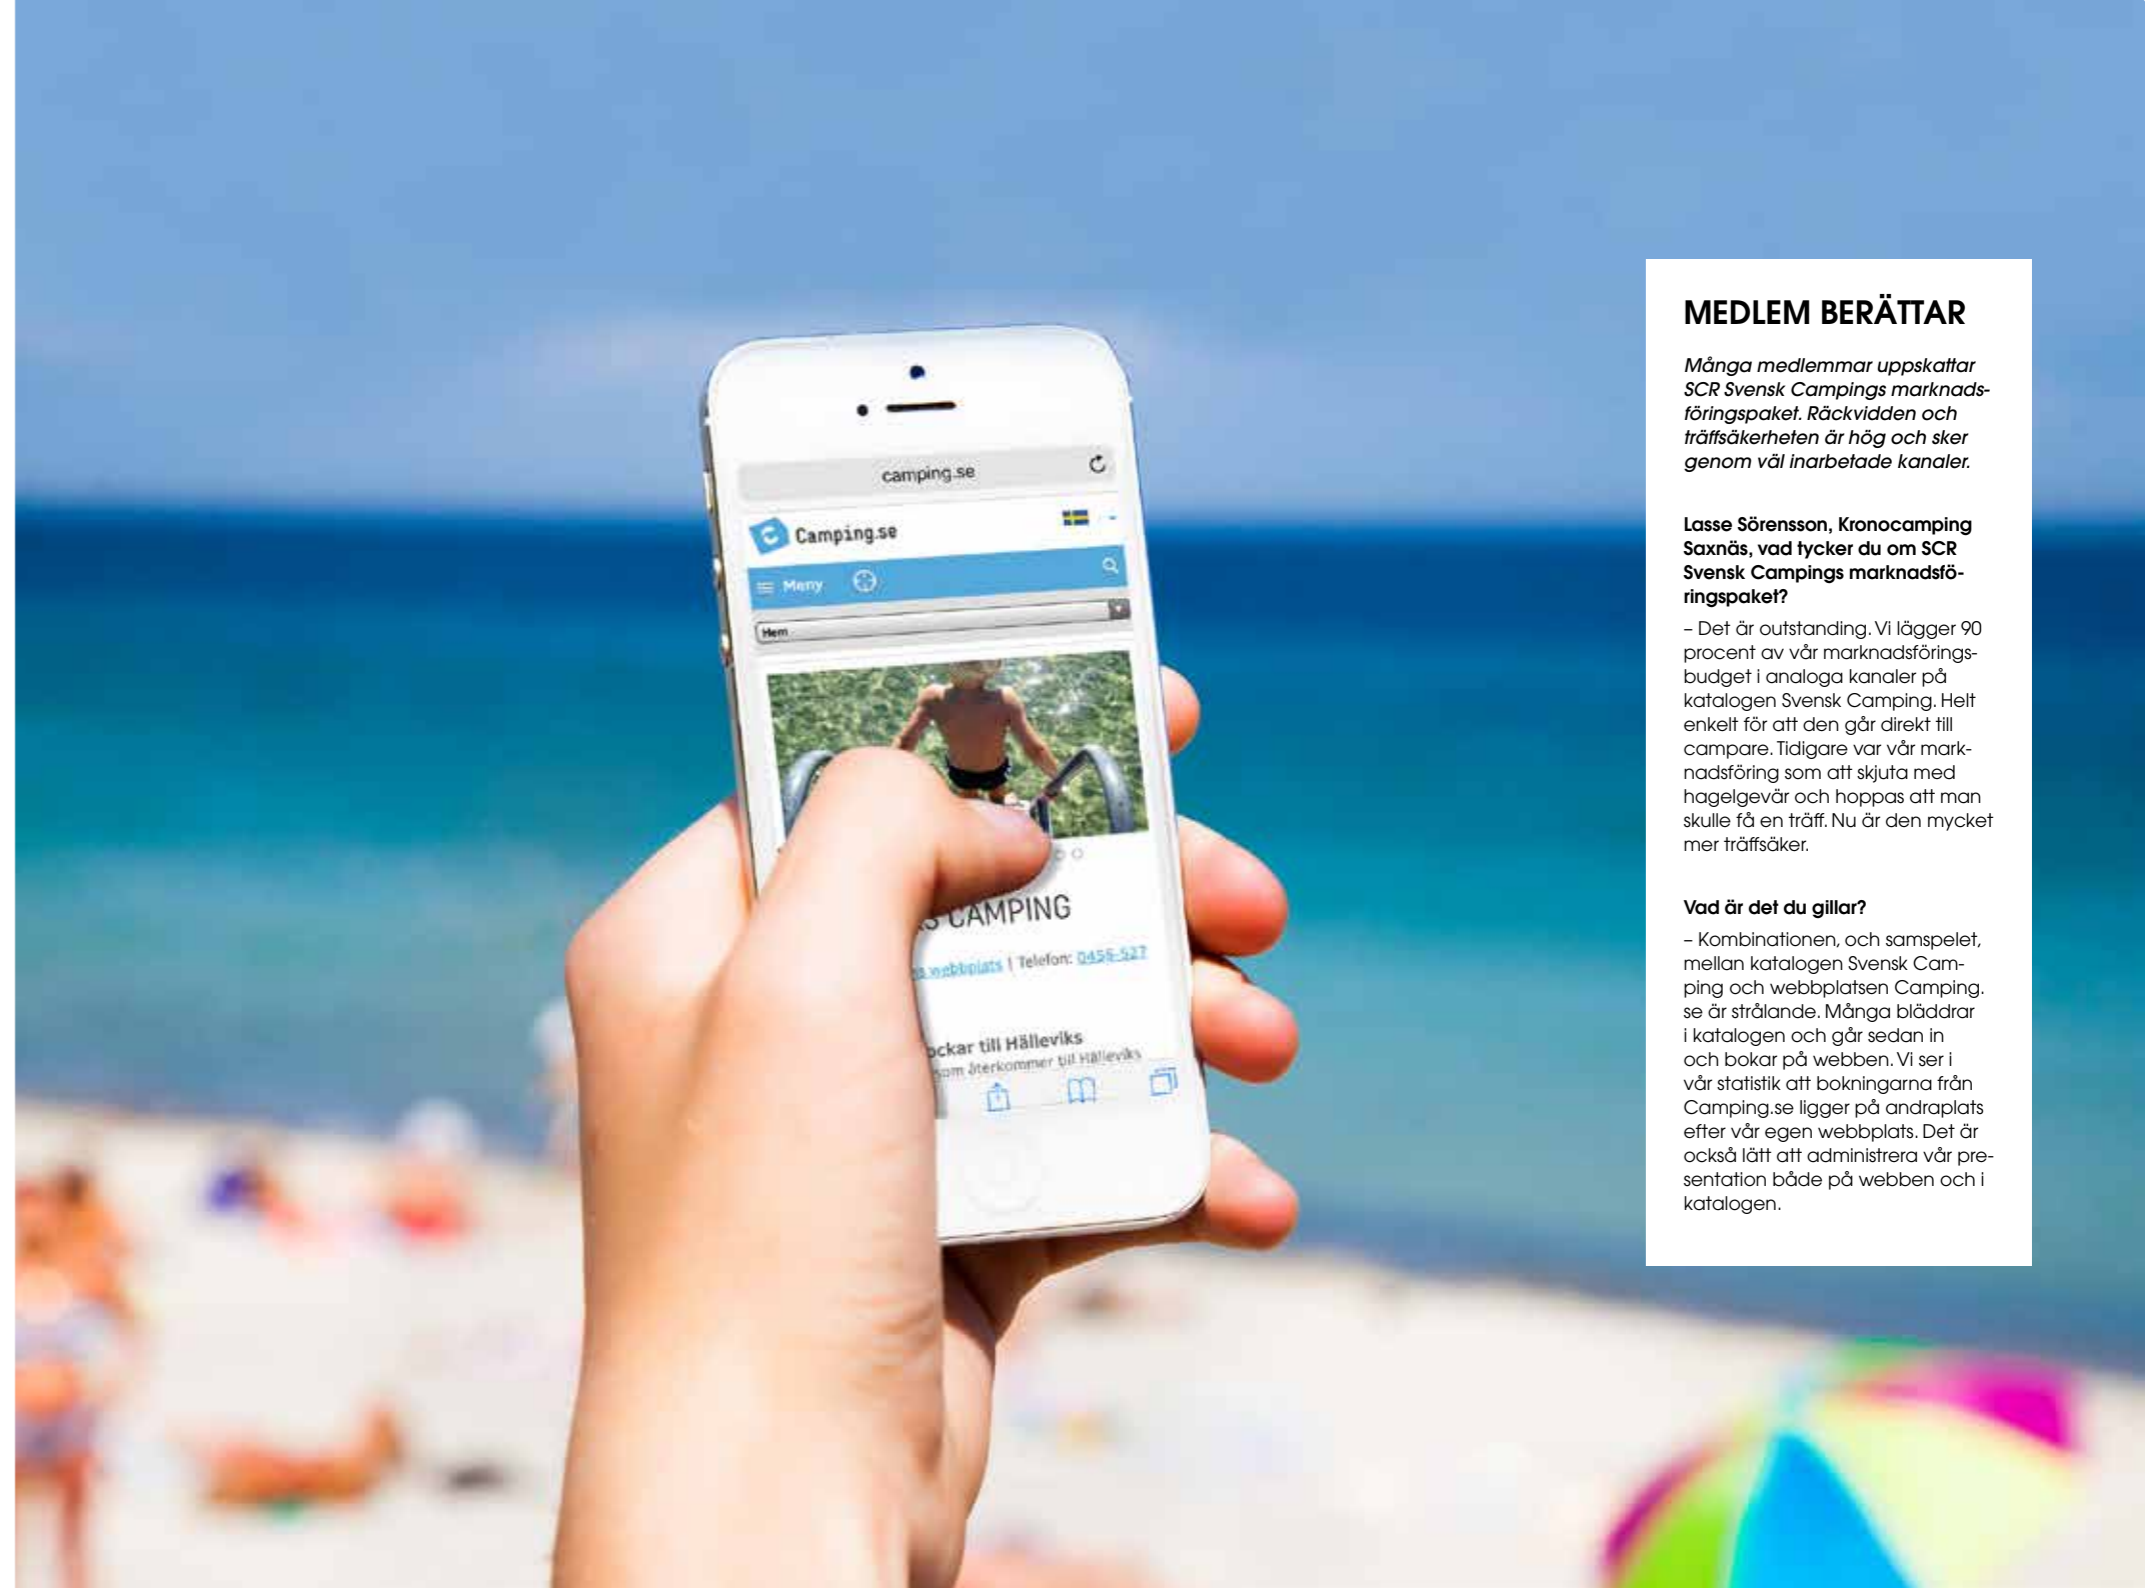 camping.se
Camping.se
Meny
Hem
CAMPING
webbplats | Telefon: 0456-527
till Hälleviks
som återkommer till Hälleviks
MEDLEM BERÄTTAR
Många medlemmar uppskattar
SCR Svensk Campings marknads-
föringspaket. Räckvidden och
träffsäkerheten är hög och sker
genom väl inarbetade kanaler.
Lasse Sörensson, Kronocamping
Saxnäs, vad tycker du om SCR
Svensk Campings marknadsfö-
ringspaket?
– Det är outstanding. Vi lägger 90
procent av vår marknadsförings-
budget i analoga kanaler på
katalogen Svensk Camping. Helt
enkelt för att den går direkt till
campare. Tidigare var vår mark-
nadsföring som att skjuta med
hagelgevär och hoppas att man
skulle få en träff. Nu är den mycket
mer träffsäker.
Vad är det du gillar?
– Kombinationen, och samspelet,
mellan katalogen Svensk Cam-
ping och webbplatsen Camping.
se är strålande. Många bläddrar
i katalogen och går sedan in
och bokar på webben. Vi ser i
vår statistik att bokningarna från
Camping.se ligger på andraplats
efter vår egen webbplats. Det är
också lätt att administrera vår pre-
sentation både på webben och i
katalogen.